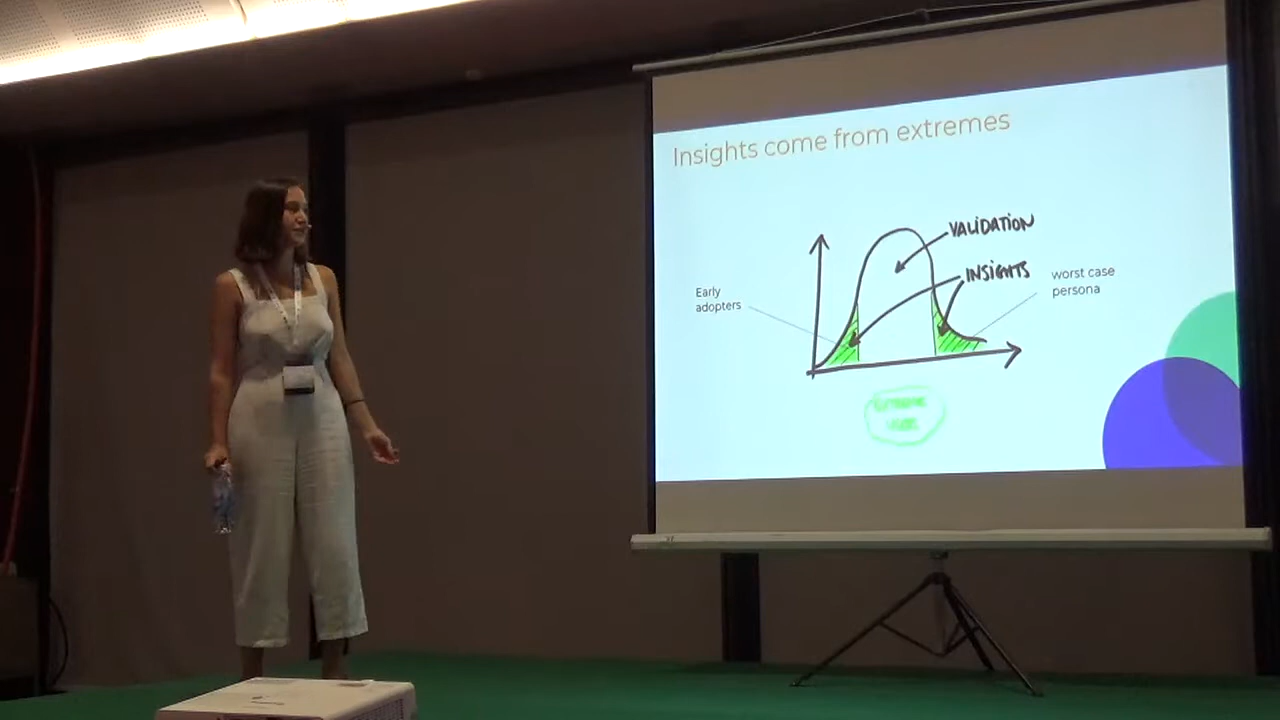 Insights come from extremes
VALIDATION
INSIGHTS
Early
adopters
worst case
persona